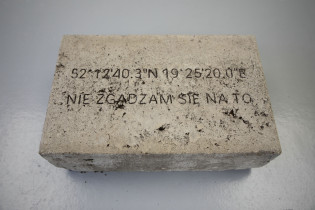 52°12'40.3"N 19°25'20.0"E
NIE ZGADZAM SIĘ NA TO